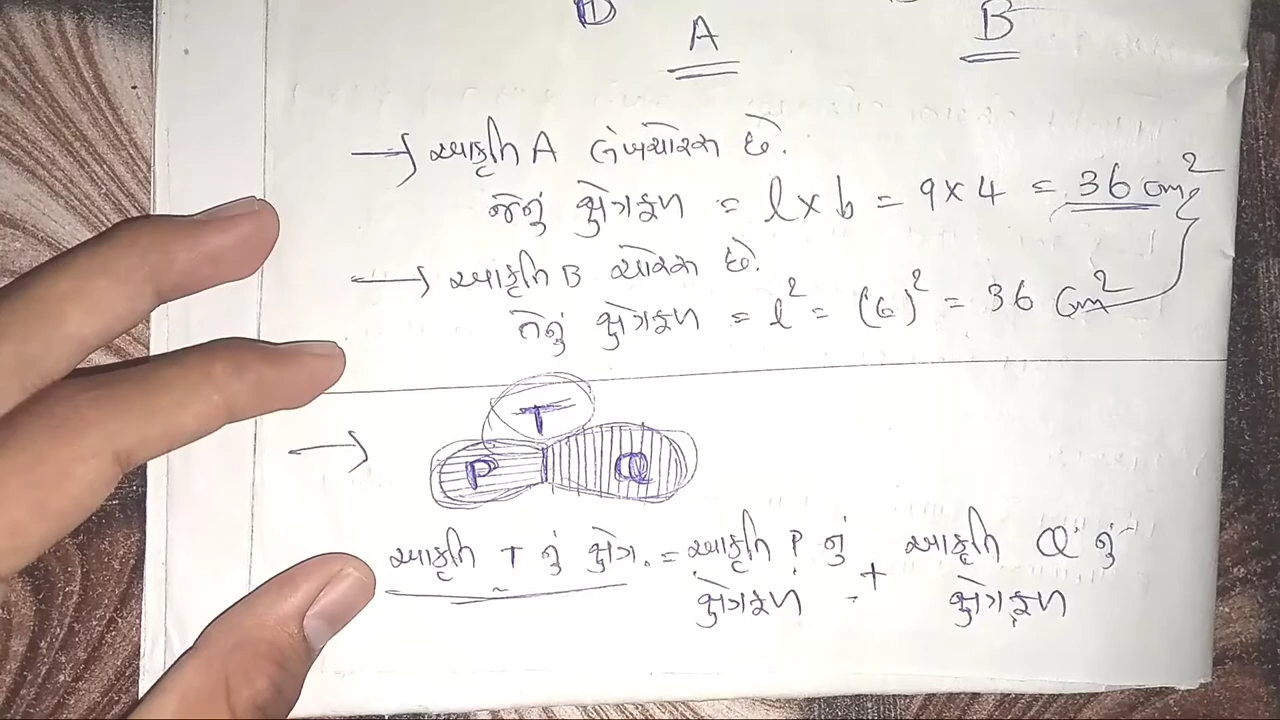 D
A B
→ આકૃતિ A લંબચોરસ છે.
જેનું ક્ષેત્રફળ = l × b = 9 × 4 = 36 cm²
→ આકૃતિ B ચોરસ છે.
તેનું ક્ષેત્રફળ = l² = (6)² = 36 cm²
T
→ P Q
આકૃતિ T નું ક્ષેત્ર. = આકૃતિ P નું + આકૃતિ Q નું
ક્ષેત્રફળ ક્ષેત્રફળ